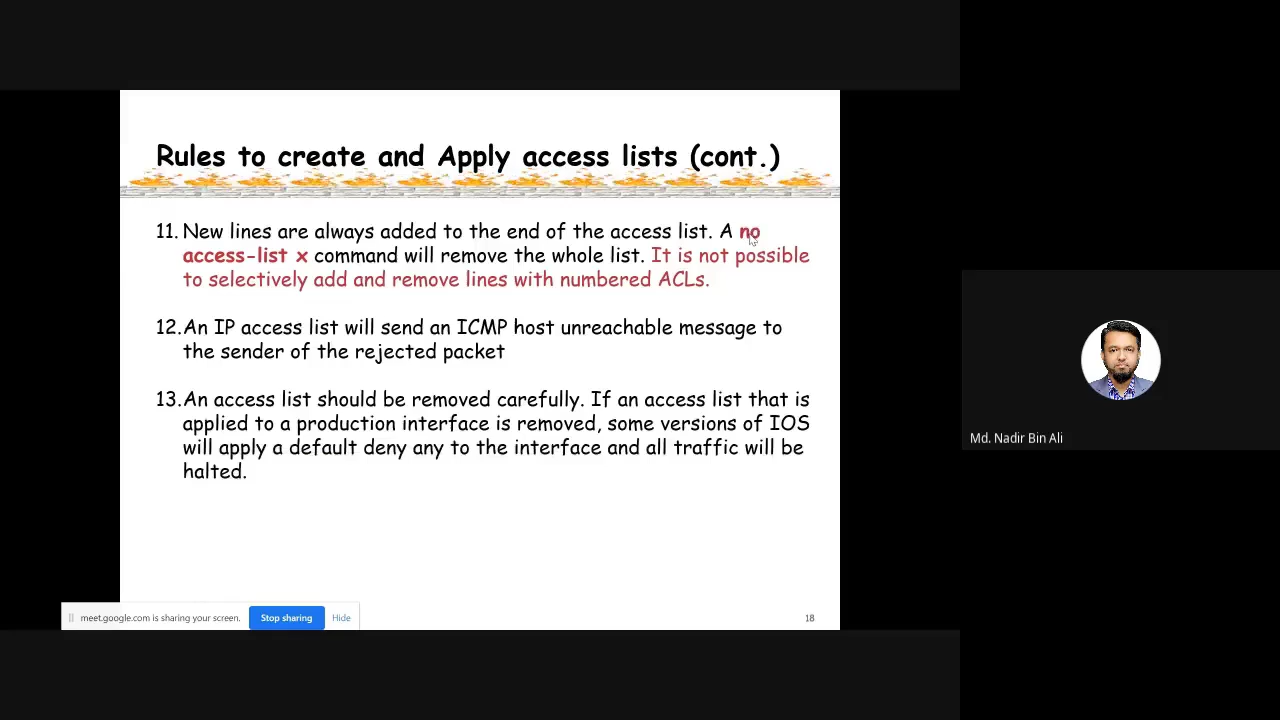 Rules to create and Apply access lists (cont.)
11. New lines are always added to the end of the access list. A no
access-list x command will remove the whole list. It is not possible
to selectively add and remove lines with numbered ACLs.
12. An IP access list will send an ICMP host unreachable message to
the sender of the rejected packet
13. An access list should be removed carefully. If an access list that is
applied to a production interface is removed, some versions of IOS
will apply a default deny any to the interface and all traffic will be
halted.
Md. Nadir Bin Ali
meet.google.com is sharing your screen. Stop sharing Hide
18